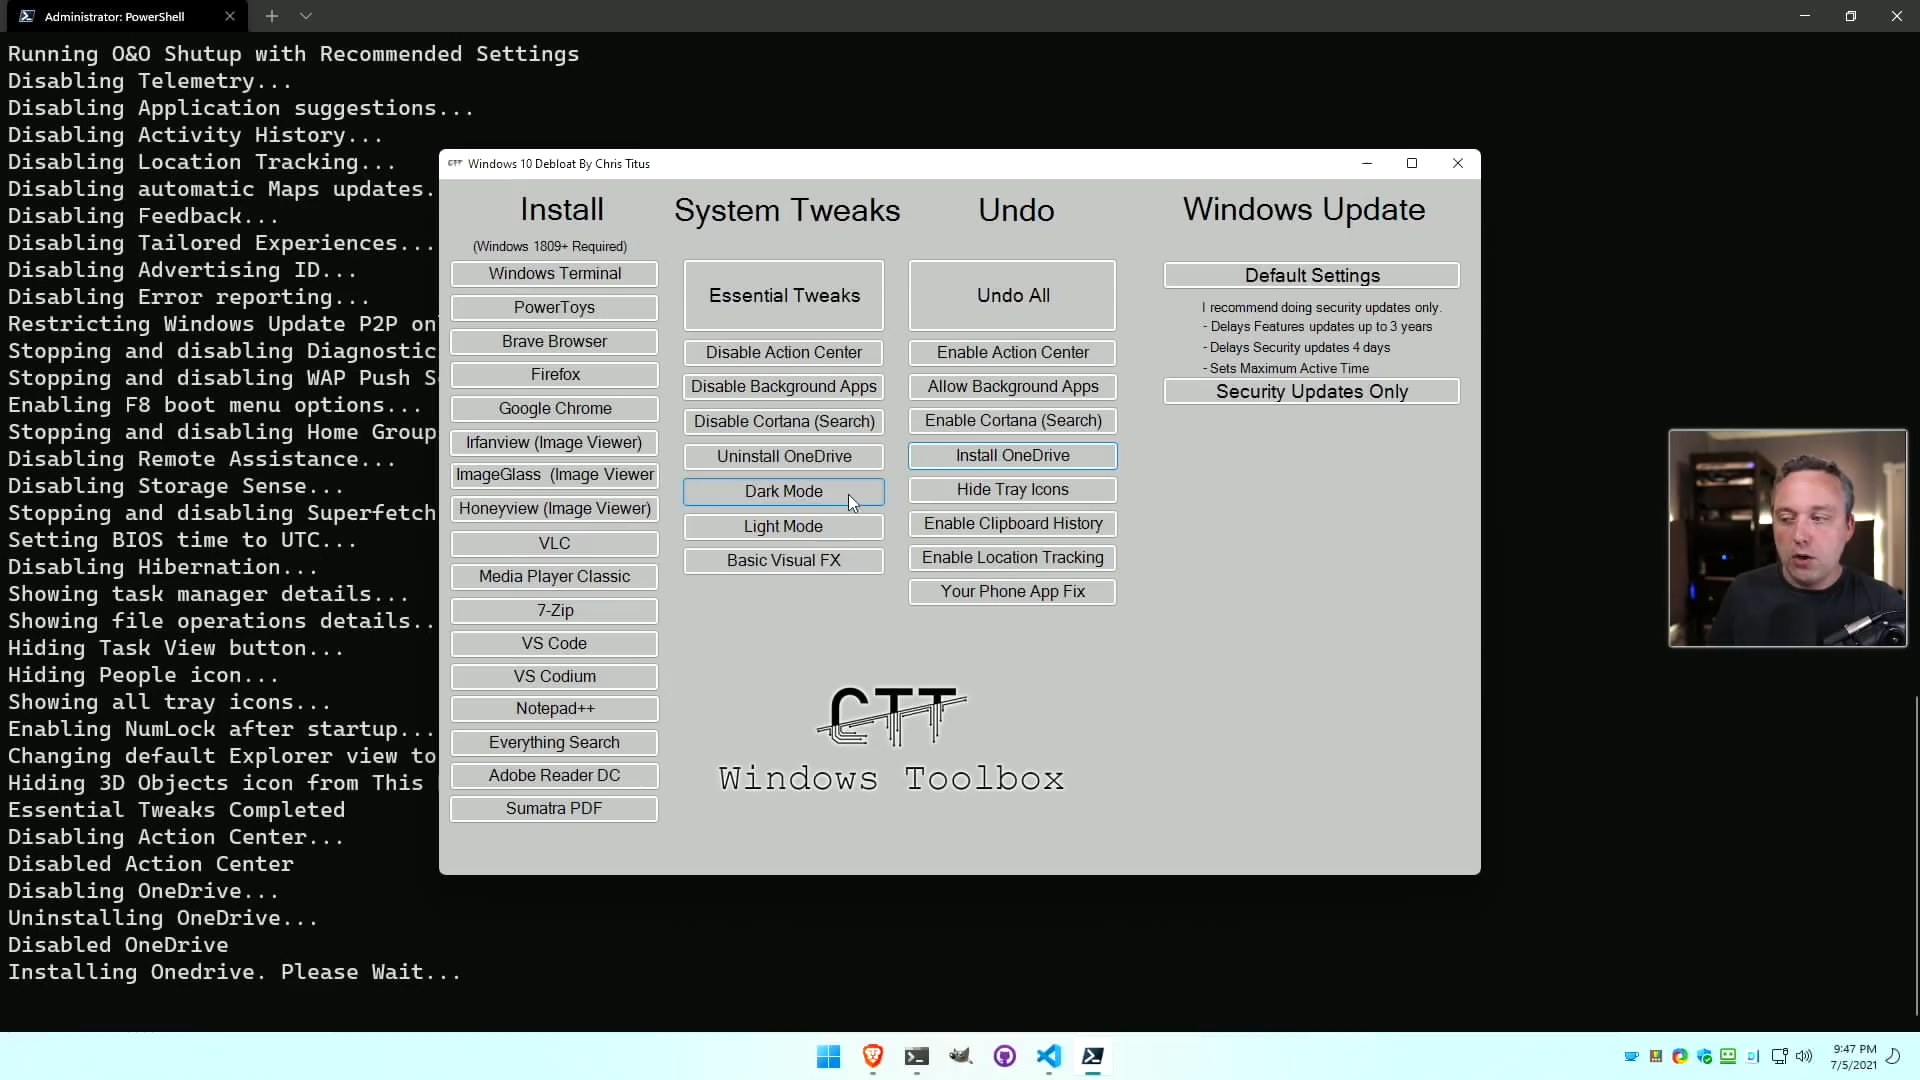 Administrator: PowerShell
Running O&O Shutup with Recommended Settings
Disabling Telemetry...
Disabling Application suggestions...
Disabling Activity History...
Disabling Location Tracking...
Disabling automatic Maps updates.
Disabling Feedback...
Disabling Tailored Experiences...
Disabling Advertising ID...
Disabling Error reporting...
Restricting Windows Update P2P on
Stopping and disabling Diagnostic
Stopping and disabling WAP Push S
Enabling F8 boot menu options...
Stopping and disabling Home Group
Disabling Remote Assistance...
Disabling Storage Sense...
Stopping and disabling Superfetch
Setting BIOS time to UTC...
Disabling Hibernation...
Showing task manager details...
Showing file operations details..
Hiding Task View button...
Hiding People icon...
Showing all tray icons...
Enabling NumLock after startup...
Changing default Explorer view to
Hiding 3D Objects icon from This
Essential Tweaks Completed
Disabling Action Center...
Disabled Action Center
Disabling OneDrive...
Uninstalling OneDrive...
Disabled OneDrive
Installing Onedrive. Please Wait...
CTT Windows 10 Debloat By Chris Titus
Install
(Windows 1809+ Required)
Windows Terminal
PowerToys
Brave Browser
Firefox
Google Chrome
Irfanview (Image Viewer)
ImageGlass (Image Viewer
Honeyview (Image Viewer)
VLC
Media Player Classic
7-Zip
VS Code
VS Codium
Notepad++
Everything Search
Adobe Reader DC
Sumatra PDF
System Tweaks
Essential Tweaks
Disable Action Center
Disable Background Apps
Disable Cortana (Search)
Uninstall OneDrive
Dark Mode
Light Mode
Basic Visual FX
Undo
Undo All
Enable Action Center
Allow Background Apps
Enable Cortana (Search)
Install OneDrive
Hide Tray Icons
Enable Clipboard History
Enable Location Tracking
Your Phone App Fix
Windows Update
Default Settings
I recommend doing security updates only.
- Delays Features updates up to 3 years
- Delays Security updates 4 days
- Sets Maximum Active Time
Security Updates Only
CTT
Windows Toolbox
9:47 PM
7/5/2021